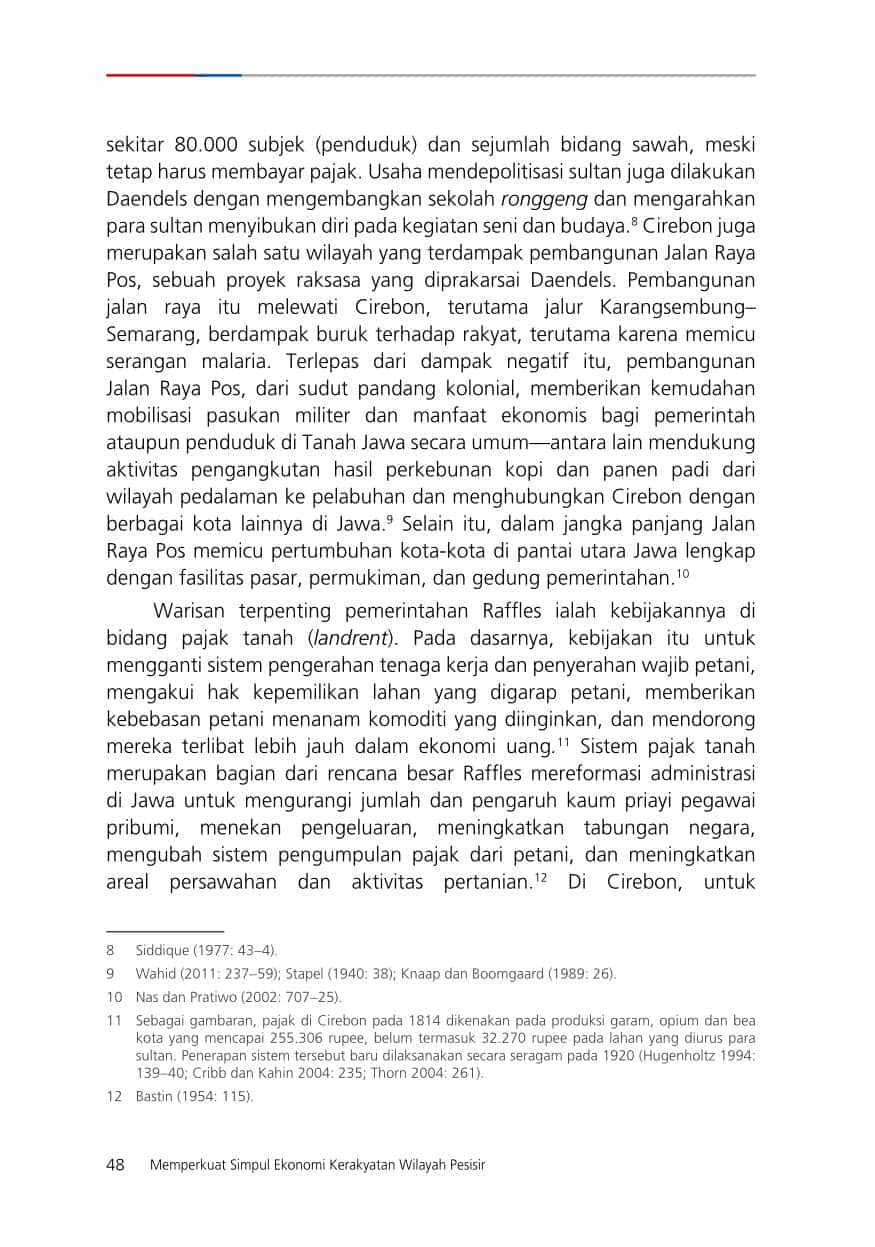 sekitar 80.000 subjek (penduduk) dan sejumlah bidang sawah, meski
tetap harus membayar pajak. Usaha mendepolitisasi sultan juga dilakukan
Daendels dengan mengembangkan sekolah ronggeng dan mengarahkan
para sultan menyibukan diri pada kegiatan seni dan budaya.⁸ Cirebon juga
merupakan salah satu wilayah yang terdampak pembangunan Jalan Raya
Pos, sebuah proyek raksasa yang diprakarsai Daendels. Pembangunan
jalan raya itu melewati Cirebon, terutama jalur Karangsembung–
Semarang, berdampak buruk terhadap rakyat, terutama karena memicu
serangan malaria. Terlepas dari dampak negatif itu, pembangunan
Jalan Raya Pos, dari sudut pandang kolonial, memberikan kemudahan
mobilisasi pasukan militer dan manfaat ekonomis bagi pemerintah
ataupun penduduk di Tanah Jawa secara umum—antara lain mendukung
aktivitas pengangkutan hasil perkebunan kopi dan panen padi dari
wilayah pedalaman ke pelabuhan dan menghubungkan Cirebon dengan
berbagai kota lainnya di Jawa.⁹ Selain itu, dalam jangka panjang Jalan
Raya Pos memicu pertumbuhan kota-kota di pantai utara Jawa lengkap
dengan fasilitas pasar, permukiman, dan gedung pemerintahan.¹⁰
Warisan terpenting pemerintahan Raffles ialah kebijakannya di
bidang pajak tanah (landrent). Pada dasarnya, kebijakan itu untuk
mengganti sistem pengerahan tenaga kerja dan penyerahan wajib petani,
mengakui hak kepemilikan lahan yang digarap petani, memberikan
kebebasan petani menanam komoditi yang diinginkan, dan mendorong
mereka terlibat lebih jauh dalam ekonomi uang.¹¹ Sistem pajak tanah
merupakan bagian dari rencana besar Raffles mereformasi administrasi
di Jawa untuk mengurangi jumlah dan pengaruh kaum priayi pegawai
pribumi, menekan pengeluaran, meningkatkan tabungan negara,
mengubah sistem pengumpulan pajak dari petani, dan meningkatkan
areal persawahan dan aktivitas pertanian.¹² Di Cirebon, untuk
8 Siddique (1977: 43–4).
9 Wahid (2011: 237–59); Stapel (1940: 38); Knaap dan Boomgaard (1989: 26).
10 Nas dan Pratiwo (2002: 707–25).
11 Sebagai gambaran, pajak di Cirebon pada 1814 dikenakan pada produksi garam, opium dan bea
kota yang mencapai 255.306 rupee, belum termasuk 32.270 rupee pada lahan yang diurus para
sultan. Penerapan sistem tersebut baru dilaksanakan secara seragam pada 1920 (Hugenholtz 1994:
139–40; Cribb dan Kahin 2004: 235; Thorn 2004: 261).
12 Bastin (1954: 115).
48 Memperkuat Simpul Ekonomi Kerakyatan Wilayah Pesisir